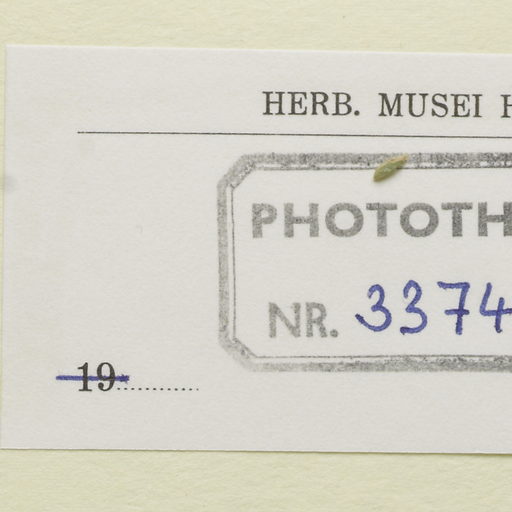 HERB. MUSEI H
PHOTOTH
NR. 3374
19